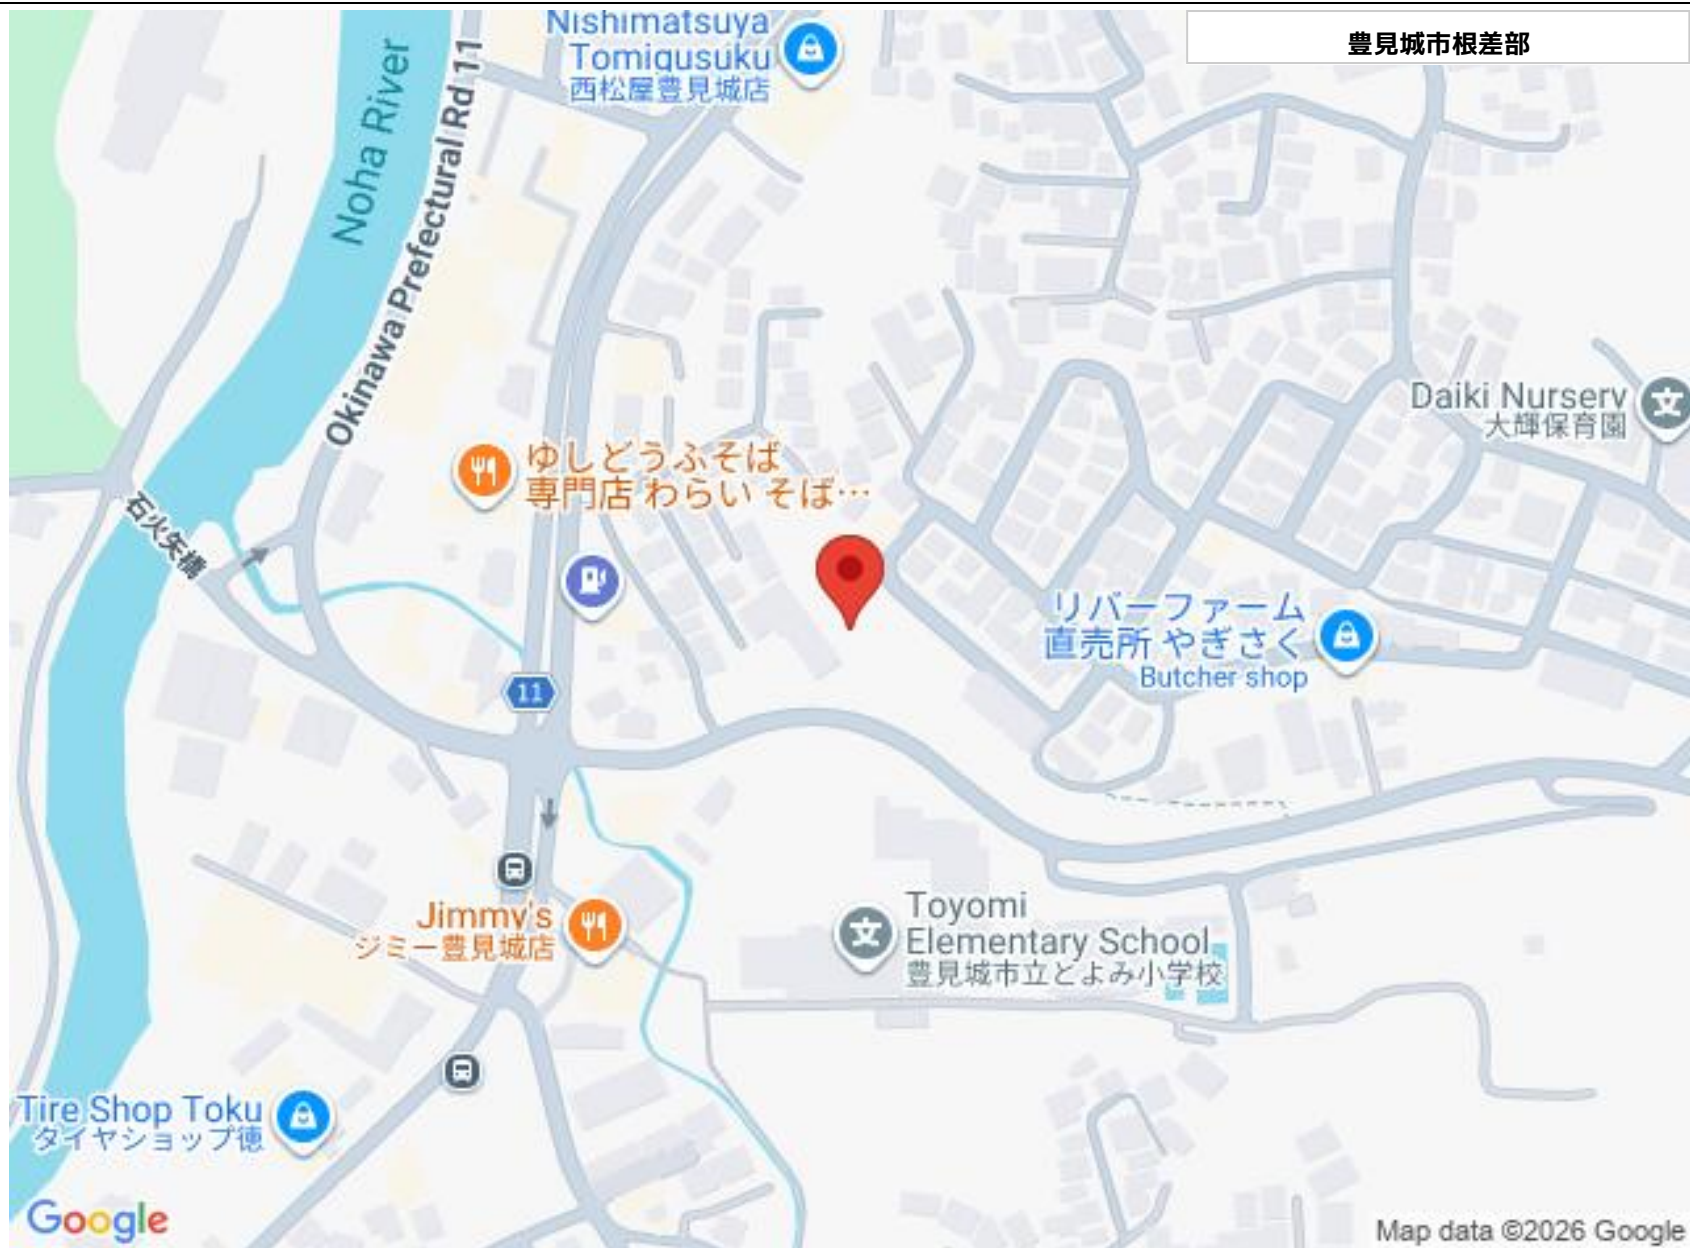 Nishimatsuya
Tomigusuku
西松屋豊見城店
豊見城市根差部
Noha River
Okinawa Prefectural Rd 11
Daiki Nursery
大輝保育園
ゆしどうふそば
専門店 わらい そば…
石火矢橋
リバーファーム
直売所 やぎさく
Butcher shop
11
Jimmy's
ジミー豊見城店
Toyomi
Elementary School
豊見城市立とよみ小学校
Tire Shop Toku
タイヤショップ徳
Google
Map data ©2026 Google